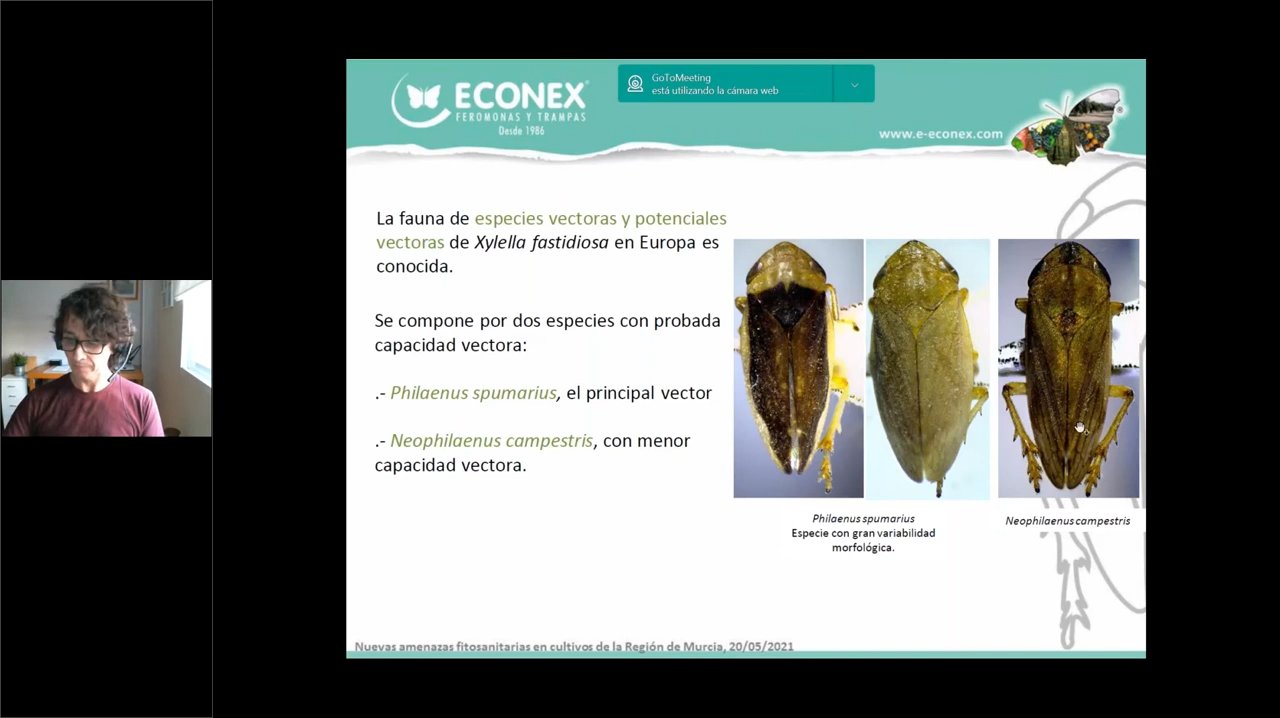 ECONEX®
FEROMONAS Y TRAMPAS
Desde 1986
GoToMeeting
está utilizando la cámara web
www.e-econex.com
®
La fauna de especies vectoras y potenciales
vectoras de Xylella fastidiosa en Europa es
conocida.
Se compone por dos especies con probada
capacidad vectora:
.- Philaenus spumarius, el principal vector
.- Neophilaenus campestris, con menor
capacidad vectora.
Philaenus spumarius
Especie con gran variabilidad
morfológica.
Neophilaenus campestris
Nuevas amenazas fitosanitarias en cultivos de la Región de Murcia, 20/05/2021